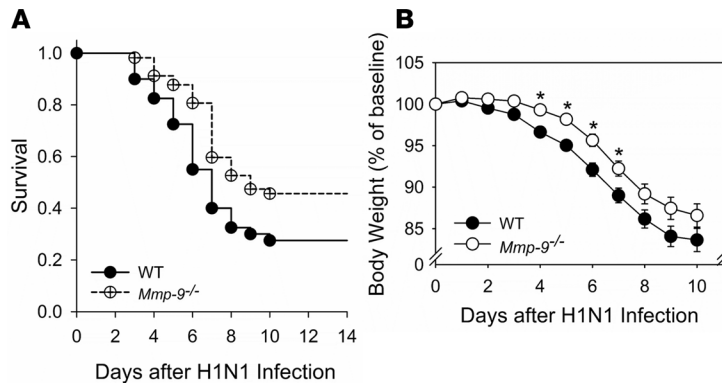 A
Survival
1.0
0.8
0.6
0.4
0.2
0.0
WT
Mmp-9-/-
0 2 4 6 8 10 12 14
Days after H1N1 Infection
B
Body Weight (% of baseline)
105
100
95
90
85
0
* * * *
WT
Mmp-9-/-
0 2 4 6 8 10
Days after H1N1 Infection